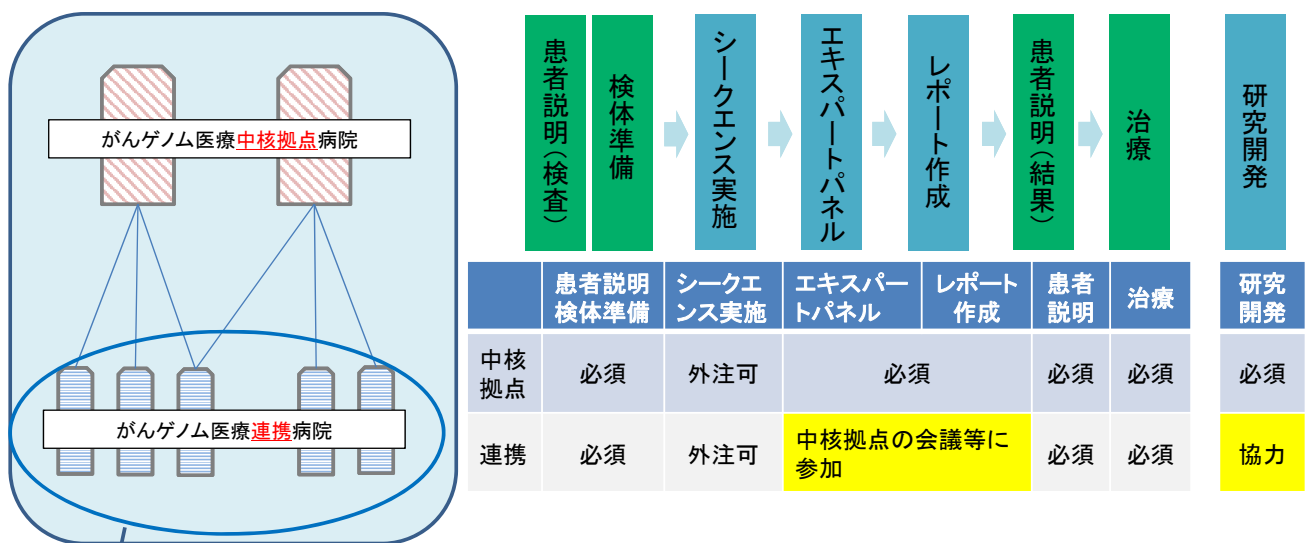 がんゲノム医療中核拠点病院
がんゲノム医療連携病院
患者説明(検査)
検体準備
シークエンス実施
エキスパートパネル
レポート作成
患者説明(結果)
治療
研究開発
患者説明
検体準備
シークエ
ンス実施
エキスパー
トパネル
レポート
作成
患者
説明
治療
研究
開発
中核
拠点
必須
外注可
必須
必須
必須
必須
連携
必須
外注可
中核拠点の会議等に
参加
必須
必須
協力